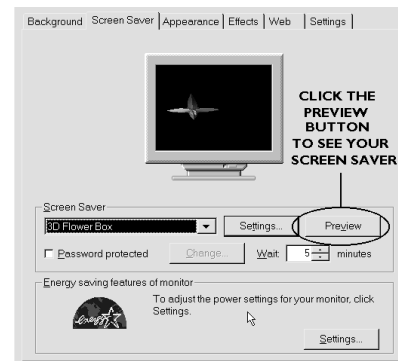 Background Screen Saver Appearance Effects Web Settings
CLICK THE
PREVIEW
BUTTON
TO SEE YOUR
SCREEN SAVER
Screen Saver
3D Flower Box Settings... Preview
Password protected Change... Wait: 5 minutes
Energy saving features of monitor
To adjust the power settings for your monitor, click
Settings.
energy
Settings...